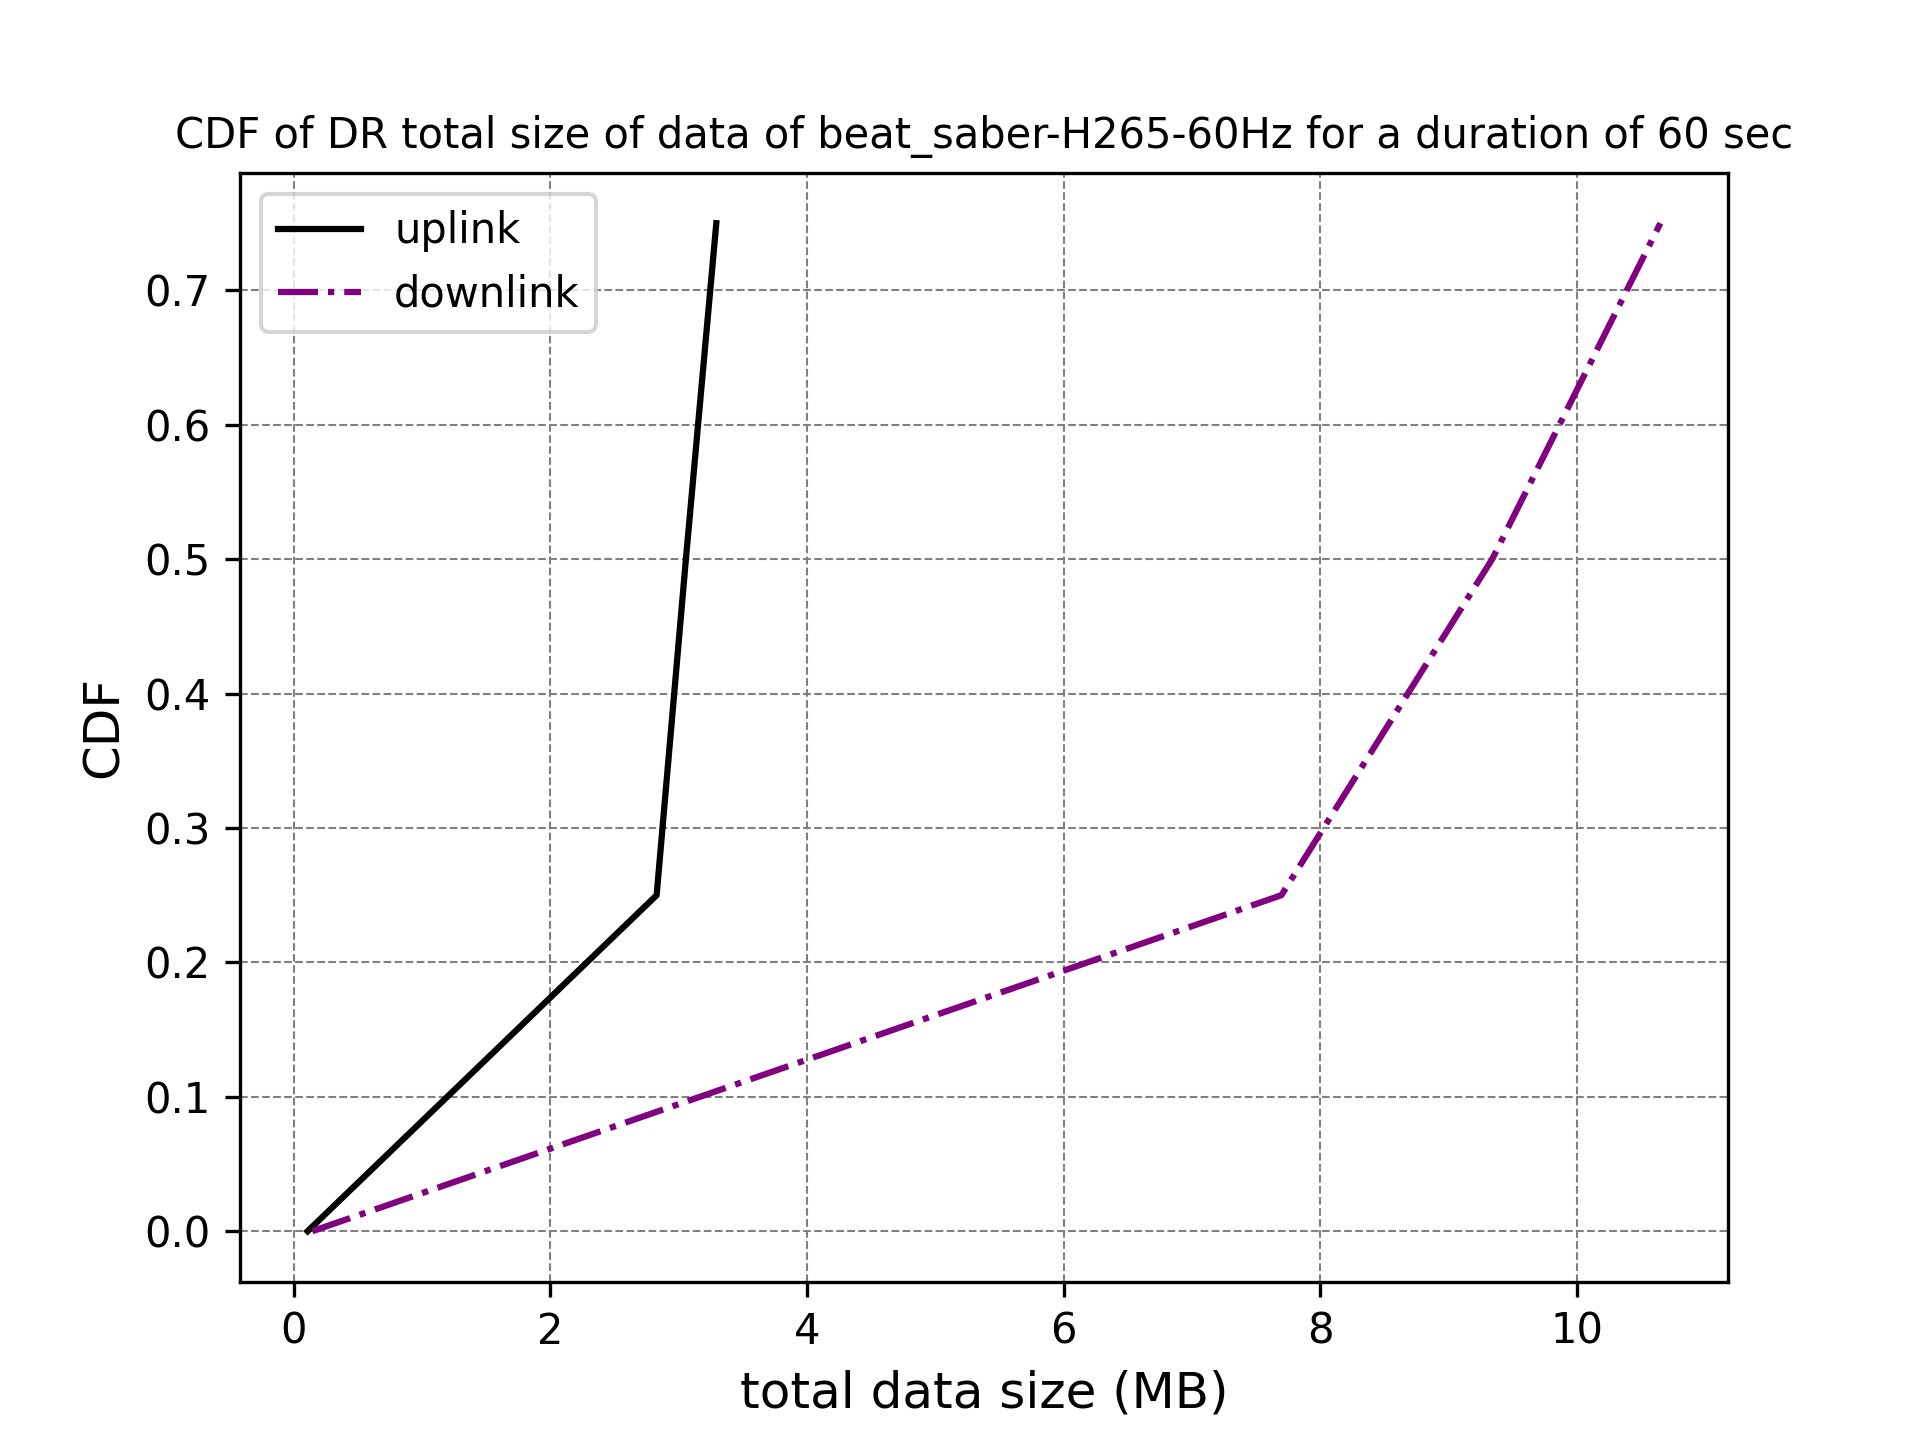 CDF of DR total size of data of beat_saber-H265-60Hz for a duration of 60 sec
uplink
downlink
0.7
0.6
0.5
0.4
0.3
0.2
0.1
0.0
CDF
0 2 4 6 8 10
total data size (MB)